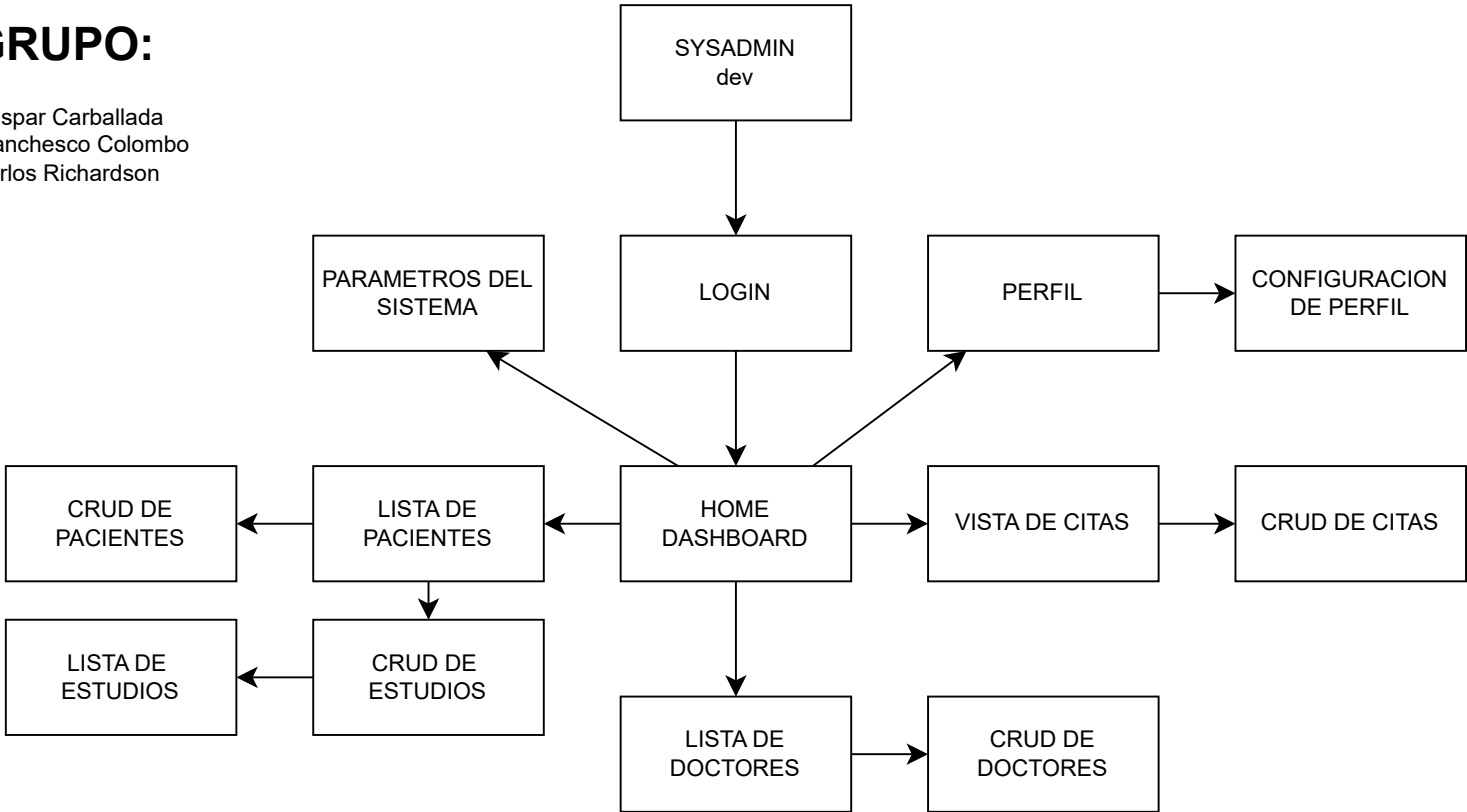 GRUPO:
spar Carballada
anchesco Colombo
rlos Richardson
SYSADMIN
dev
PARAMETROS DEL
SISTEMA
LOGIN
PERFIL
CONFIGURACION
DE PERFIL
CRUD DE
PACIENTES
LISTA DE
PACIENTES
HOME
DASHBOARD
VISTA DE CITAS
CRUD DE CITAS
LISTA DE
ESTUDIOS
CRUD DE
ESTUDIOS
LISTA DE
DOCTORES
CRUD DE
DOCTORES